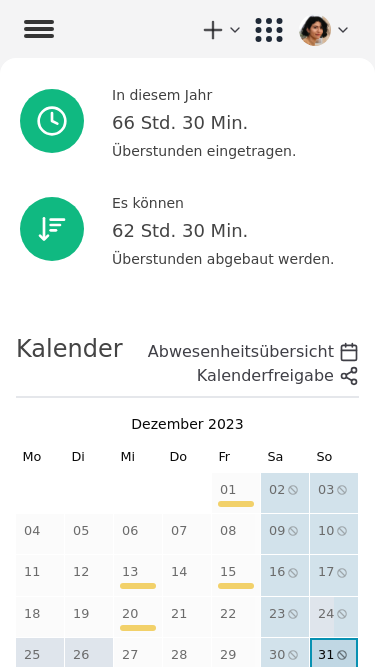 In diesem Jahr
66 Std. 30 Min.
Überstunden eingetragen.
Es können
62 Std. 30 Min.
Überstunden abgebaut werden.
Kalender
Abwesenheitsübersicht
Kalenderfreigabe
Dezember 2023
Mo Di Mi Do Fr Sa So
01 02 03
04 05 06 07 08 09 10
11 12 13 14 15 16 17
18 19 20 21 22 23 24
25 26 27 28 29 30 31